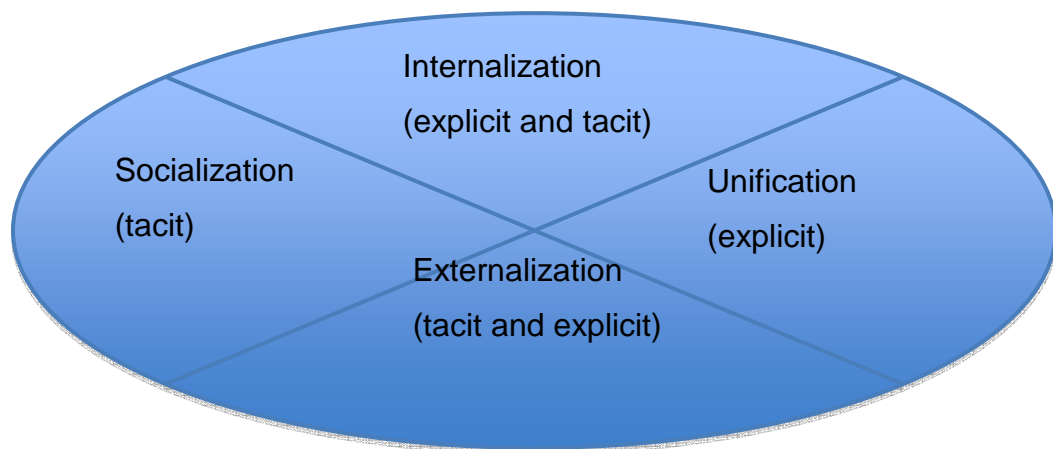 Internalization
(explicit and tacit)
Socialization
(tacit)
Unification
(explicit)
Externalization
(tacit and explicit)